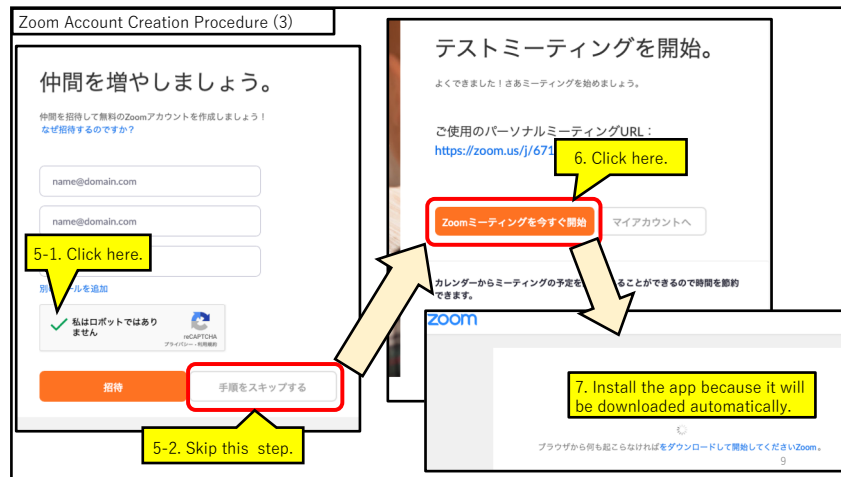 Zoom Account Creation Procedure (3)
仲間を増やしましょう。
仲間を招待して無料のZoomアカウントを作成しましょう！
なぜ招待するのですか？
name@domain.com
name@domain.com
5-1. Click here.
別
ールを追加
私はロボットではあり
ません
reCAPTCHA
プライバシー - 利用規約
招待
手順をスキップする
5-2. Skip this step.
テストミーティングを開始。
よくできました！さあミーティングを始めましょう。
ご使用のパーソナルミーティングURL：
https://zoom.us/j/671
6. Click here.
Zoomミーティングを今すぐ開始
マイアカウントへ
カレンダーからミーティングの予定を
ることができるので時間を節約
できます。
zoom
7. Install the app because it will
be downloaded automatically.
ブラウザから何も起こらなければをダウンロードして開始してくださいZoom。
9